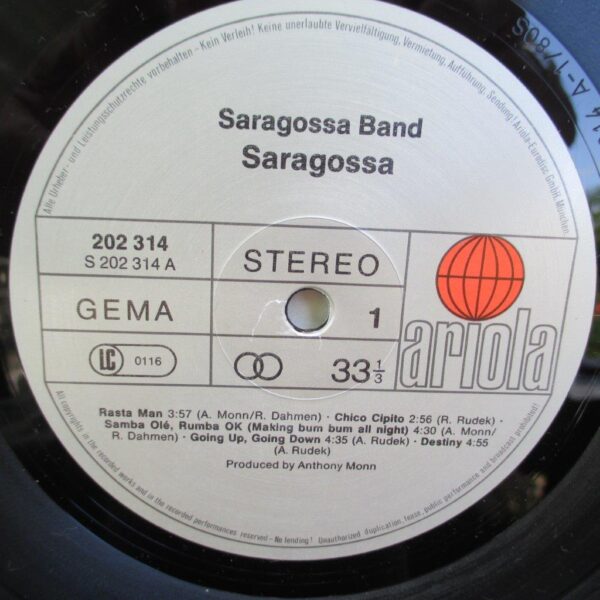 Alle Urheber- und Leistungsschutzrechte vorbehalten - Kein Verleih! Keine unerlaubte Vervielfältigung, Vermietung, Aufführung, Sendung! Ariola-Eurodisc GmbH, München
Saragossa Band
Saragossa
202 314
S 202 314 A
STEREO
GEMA
1
LC 0116
33 1/3
ariola
Rasta Man 3:57 (A. Monn/R. Dahmen) · Chico Cipito 2:56 (R. Rudek) ·
Samba Olé, Rumba OK (Making bum bum all night) 4:30 (A. Monn/
R. Dahmen) · Going Up, Going Down 4:35 (A. Rudek) · Destiny 4:55
(A. Rudek)
Produced by Anthony Monn
All copyrights in the recorded works and in the recorded performances reserved - No lending! Unauthorized duplication, lease, public performance and broadcast prohibited!